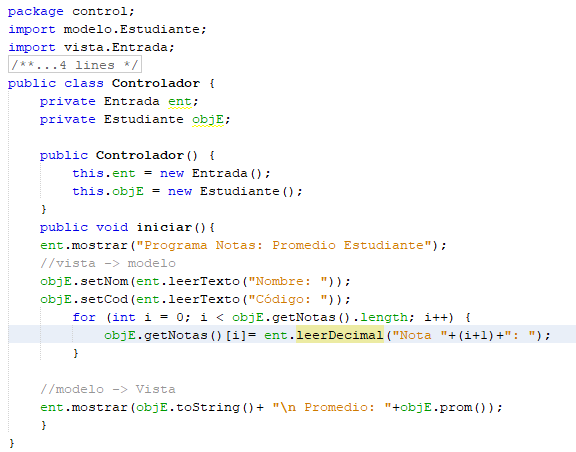 package control;
import modelo.Estudiante;
import vista.Entrada;
/**...4 lines */
public class Controlador {
    private Entrada ent;
    private Estudiante objE;

    public Controlador() {
        this.ent = new Entrada();
        this.objE = new Estudiante();
    }
    public void iniciar(){
    ent.mostrar("Programa Notas: Promedio Estudiante");
    //vista -> modelo
    objE.setNom(ent.leerTexto("Nombre: "));
    objE.setCod(ent.leerTexto("Código: "));
        for (int i = 0; i < objE.getNotas().length; i++) {
            objE.getNotas()[i]= ent.leerDecimal("Nota "+(i+1)+": ");
        }

    //modelo -> Vista
    ent.mostrar(objE.toString()+ "\n Promedio: "+objE.prom());
    }
}